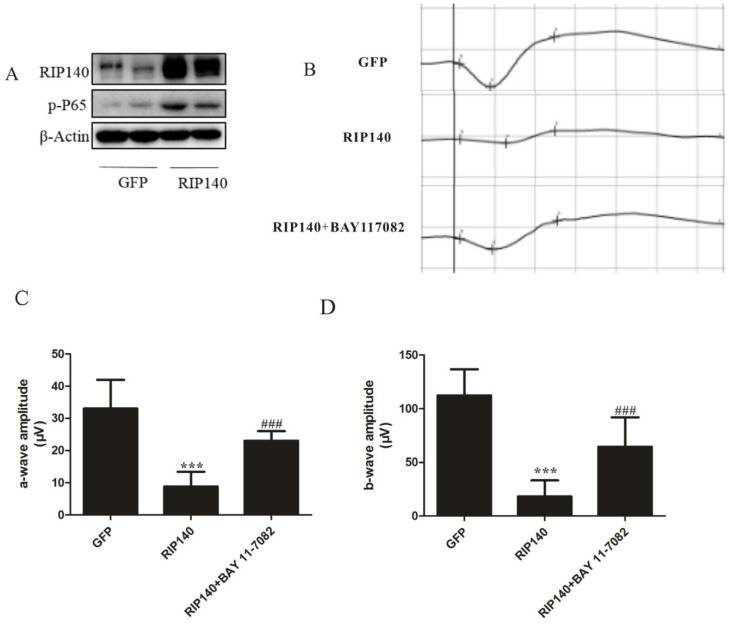 A
RIP140
p-P65
β-Actin
GFP RIP140
B
GFP
RIP140
RIP140+BAY117082
C
a-wave amplitude
(µV)
50
40
30
20
10
0
***
###
GFP
RIP140
RIP140+BAY 11-7082
D
b-wave amplitude
(µV)
150
100
50
0
***
###
GFP
RIP140
RIP140+BAY 11-7082